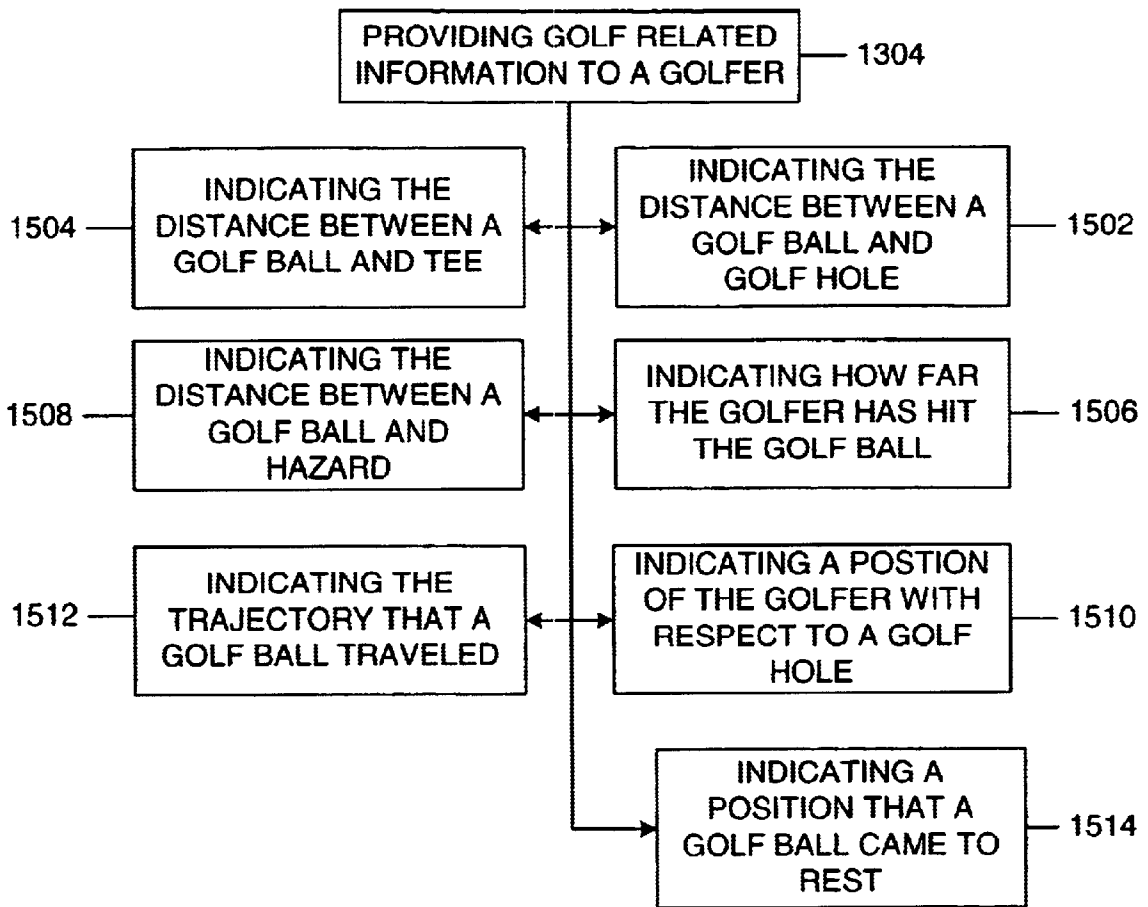 PROVIDING GOLF RELATED
INFORMATION TO A GOLFER
1304
1504
INDICATING THE
DISTANCE BETWEEN A
GOLF BALL AND TEE
INDICATING THE
DISTANCE BETWEEN A
GOLF BALL AND
GOLF HOLE
1502
1508
INDICATING THE
DISTANCE BETWEEN A
GOLF BALL AND
HAZARD
INDICATING HOW FAR
THE GOLFER HAS HIT
THE GOLF BALL
1506
1512
INDICATING THE
TRAJECTORY THAT A
GOLF BALL TRAVELED
INDICATING A POSTION
OF THE GOLFER WITH
RESPECT TO A GOLF
HOLE
1510
INDICATING A
POSITION THAT A
GOLF BALL CAME TO
REST
1514